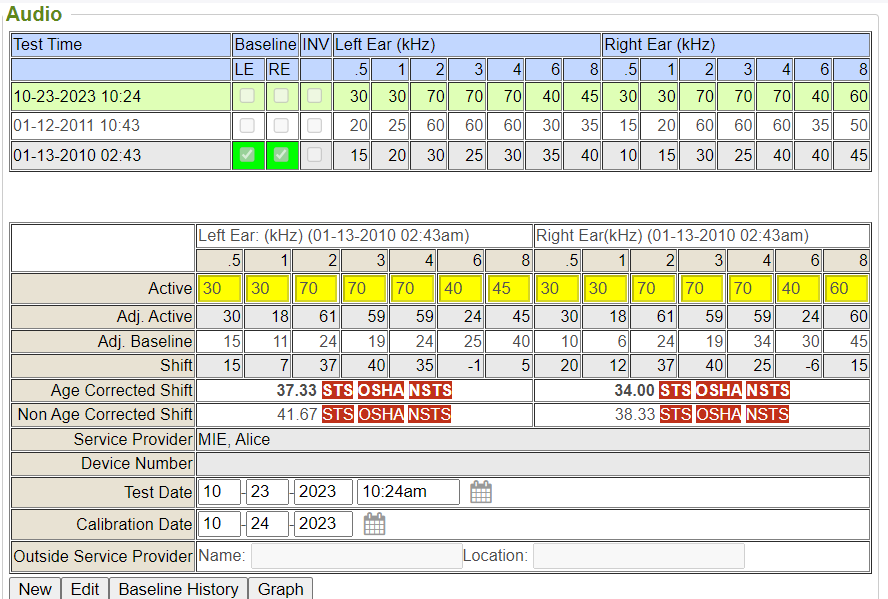 Audio
Test Time Baseline INV Left Ear (kHz) Right Ear (kHz)
LE RE .5 1 2 3 4 6 8 .5 1 2 3 4 6 8
10-23-2023 10:24 30 30 70 70 70 40 45 30 30 70 70 70 40 60
01-12-2011 10:43 20 25 60 60 60 30 35 15 20 60 60 60 35 50
01-13-2010 02:43 15 20 30 25 30 35 40 10 15 30 25 40 40 45
Left Ear: (kHz) (01-13-2010 02:43am) Right Ear(kHz) (01-13-2010 02:43am)
.5 1 2 3 4 6 8 .5 1 2 3 4 6 8
Active 30 30 70 70 70 40 45 30 30 70 70 70 40 60
Adj. Active 30 18 61 59 59 24 45 30 18 61 59 59 24 60
Adj. Baseline 15 11 24 19 24 25 40 10 6 24 19 34 30 45
Shift 15 7 37 40 35 -1 5 20 12 37 40 25 -6 15
Age Corrected Shift 37.33 STS OSHA NSTS 34.00 STS OSHA NSTS
Non Age Corrected Shift 41.67 STS OSHA NSTS 38.33 STS OSHA NSTS
Service Provider MIE, Alice
Device Number
Test Date 10 - 23 - 2023 10:24am
Calibration Date 10 - 24 - 2023
Outside Service Provider Name: Location:
New Edit Baseline History Graph